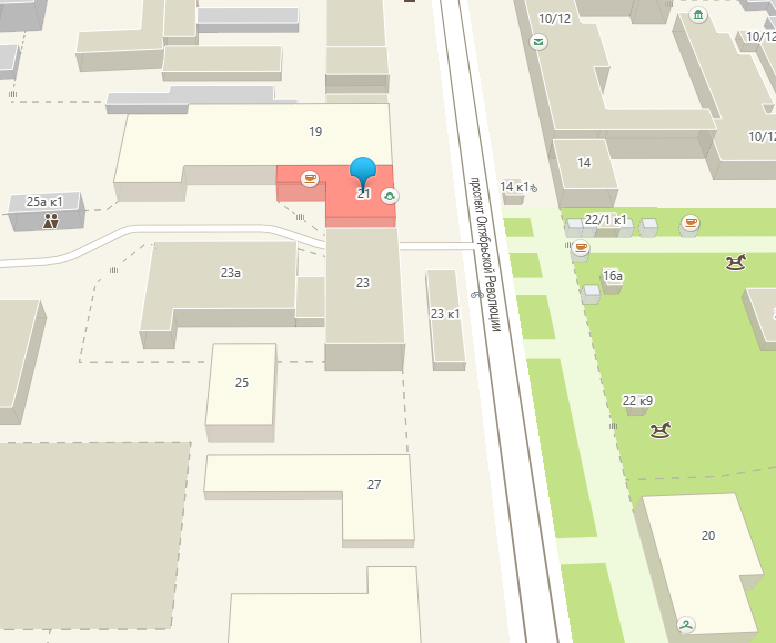 10/12
10/12
19
10/12
14
21
14 к1
25а к1
22/1 к1
23а
23
16а
23 к1
проспект Октябрьской Революции
25
22 к9
27
20